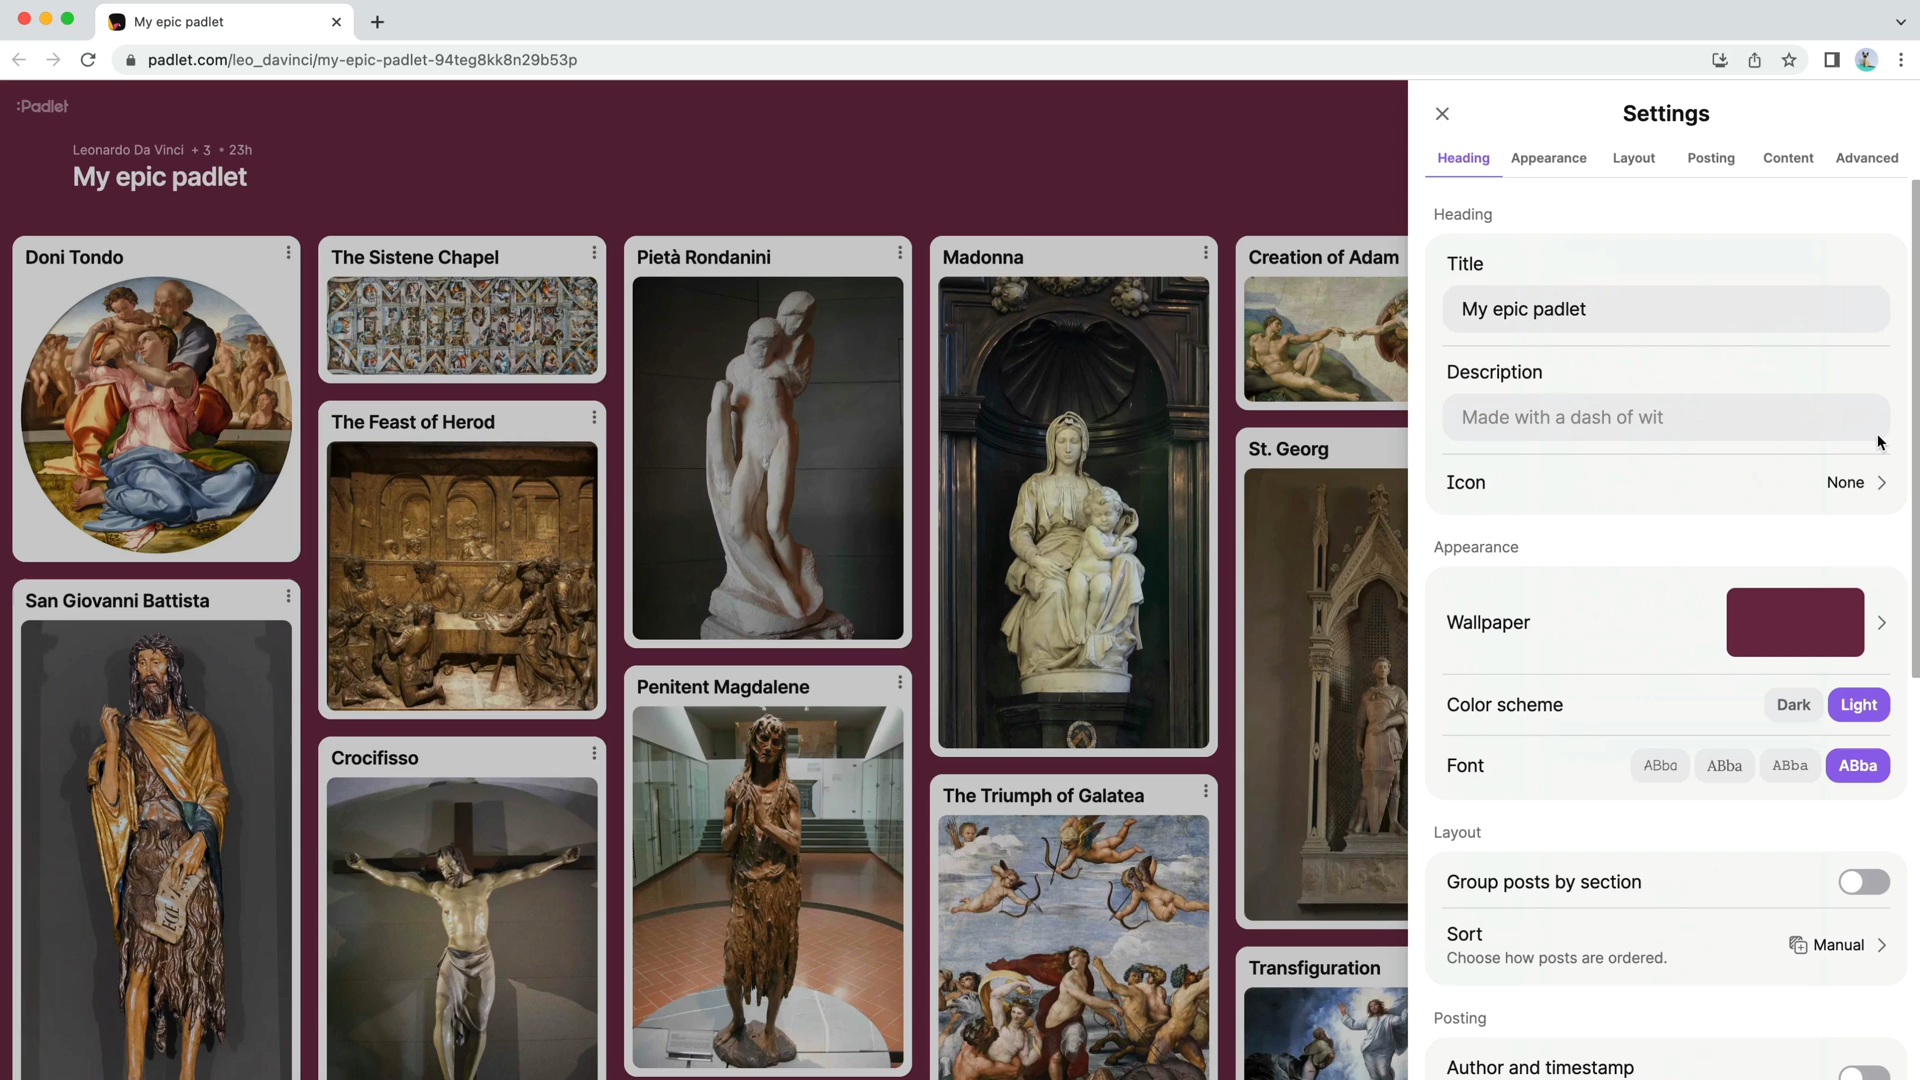 My epic padlet
padlet.com/leo_davinci/my-epic-padlet-94teg8kk8n29b53p
:Padlet
Leonardo Da Vinci + 3 • 23h
My epic padlet
Doni Tondo
San Giovanni Battista
The Sistene Chapel
The Feast of Herod
Crocifisso
Pietà Rondanini
Penitent Magdalene
Madonna
The Triumph of Galatea
Creation of Adam
St. Georg
Transfiguration
Settings
Heading Appearance Layout Posting Content Advanced
Heading
Title
My epic padlet
Description
Made with a dash of wit
Icon None
Appearance
Wallpaper
Color scheme Dark Light
Font ABba ABba ABba ABba
Layout
Group posts by section
Sort
Choose how posts are ordered.
Manual
Posting
Author and timestamp